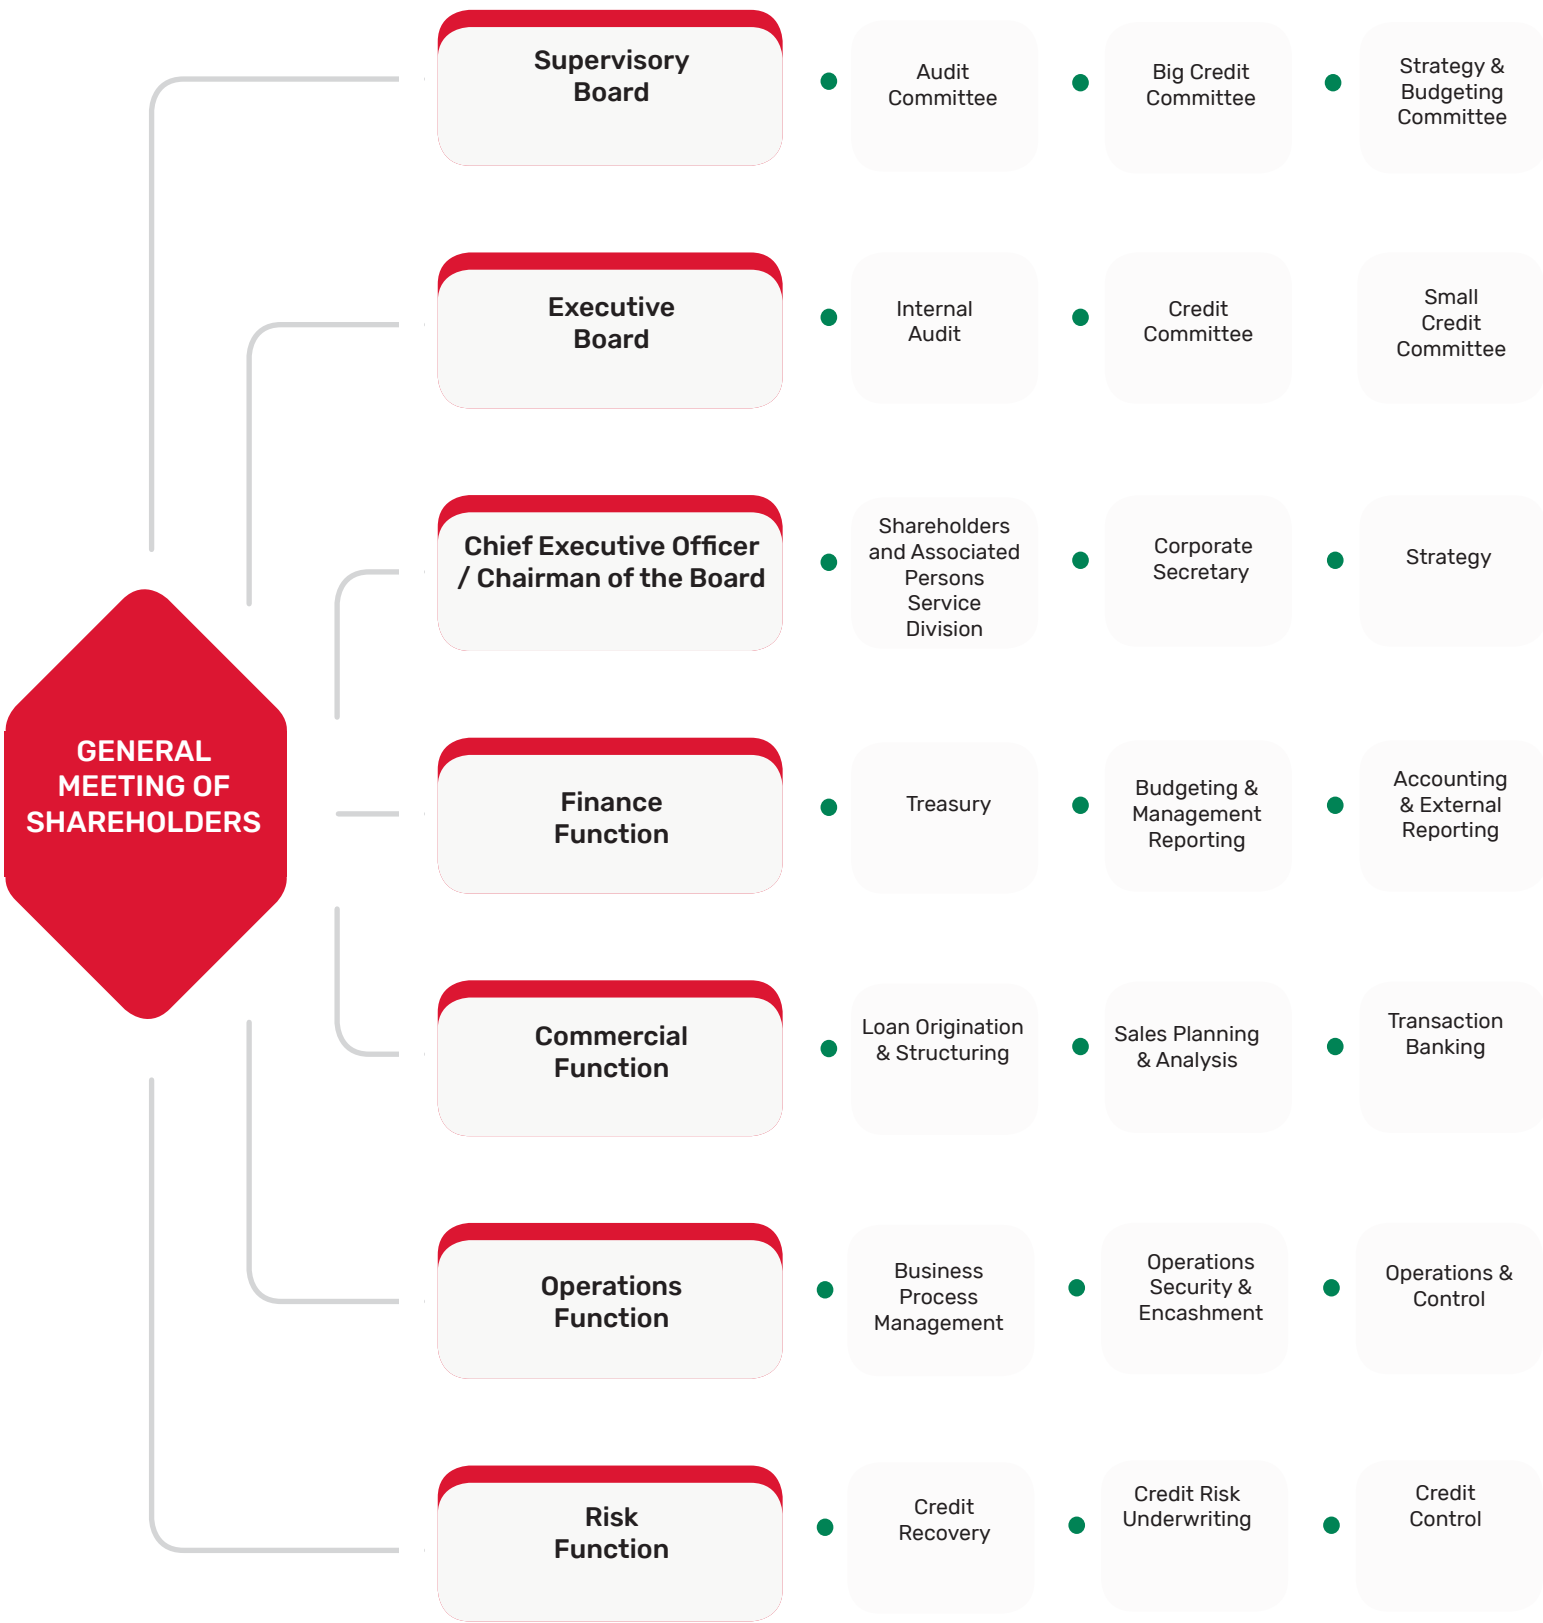 Supervisory
Board
Audit
Committee
Big Credit
Committee
Strategy &
Budgeting
Committee
Executive
Board
Internal
Audit
Credit
Committee
Small
Credit
Committee
Chief Executive Officer
/ Chairman of the Board
Shareholders
and Associated
Persons
Service
Division
Corporate
Secretary
Strategy
GENERAL
MEETING OF
SHAREHOLDERS
Finance
Function
Treasury
Budgeting &
Management
Reporting
Accounting
& External
Reporting
Commercial
Function
Loan Origination
& Structuring
Sales Planning
& Analysis
Transaction
Banking
Operations
Function
Business
Process
Management
Operations
Security &
Encashment
Operations &
Control
Risk
Function
Credit
Recovery
Credit Risk
Underwriting
Credit
Control